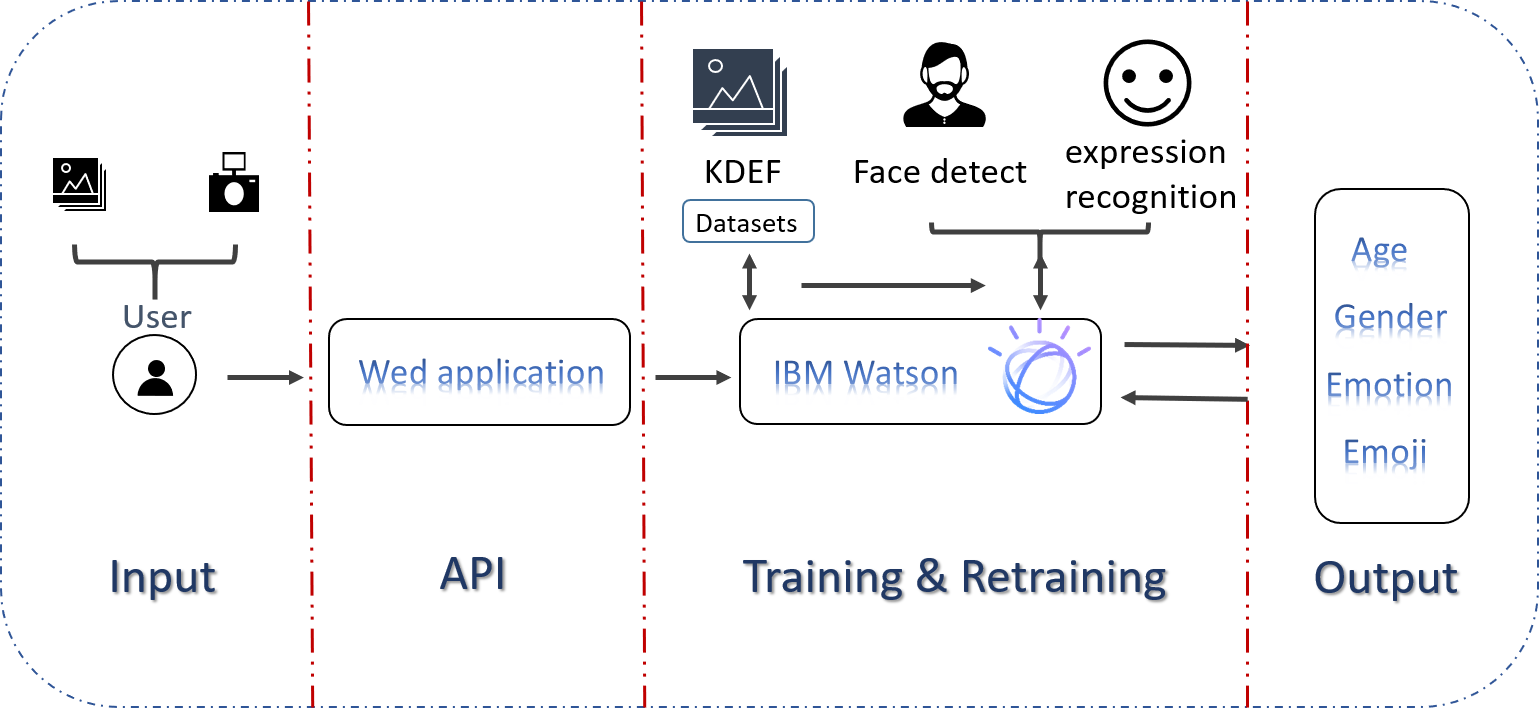 User
Input
Wed application
API
KDEF
Datasets
Face detect
expression
recognition
IBM Watson
Training & Retraining
Age
Gender
Emotion
Emoji
Output